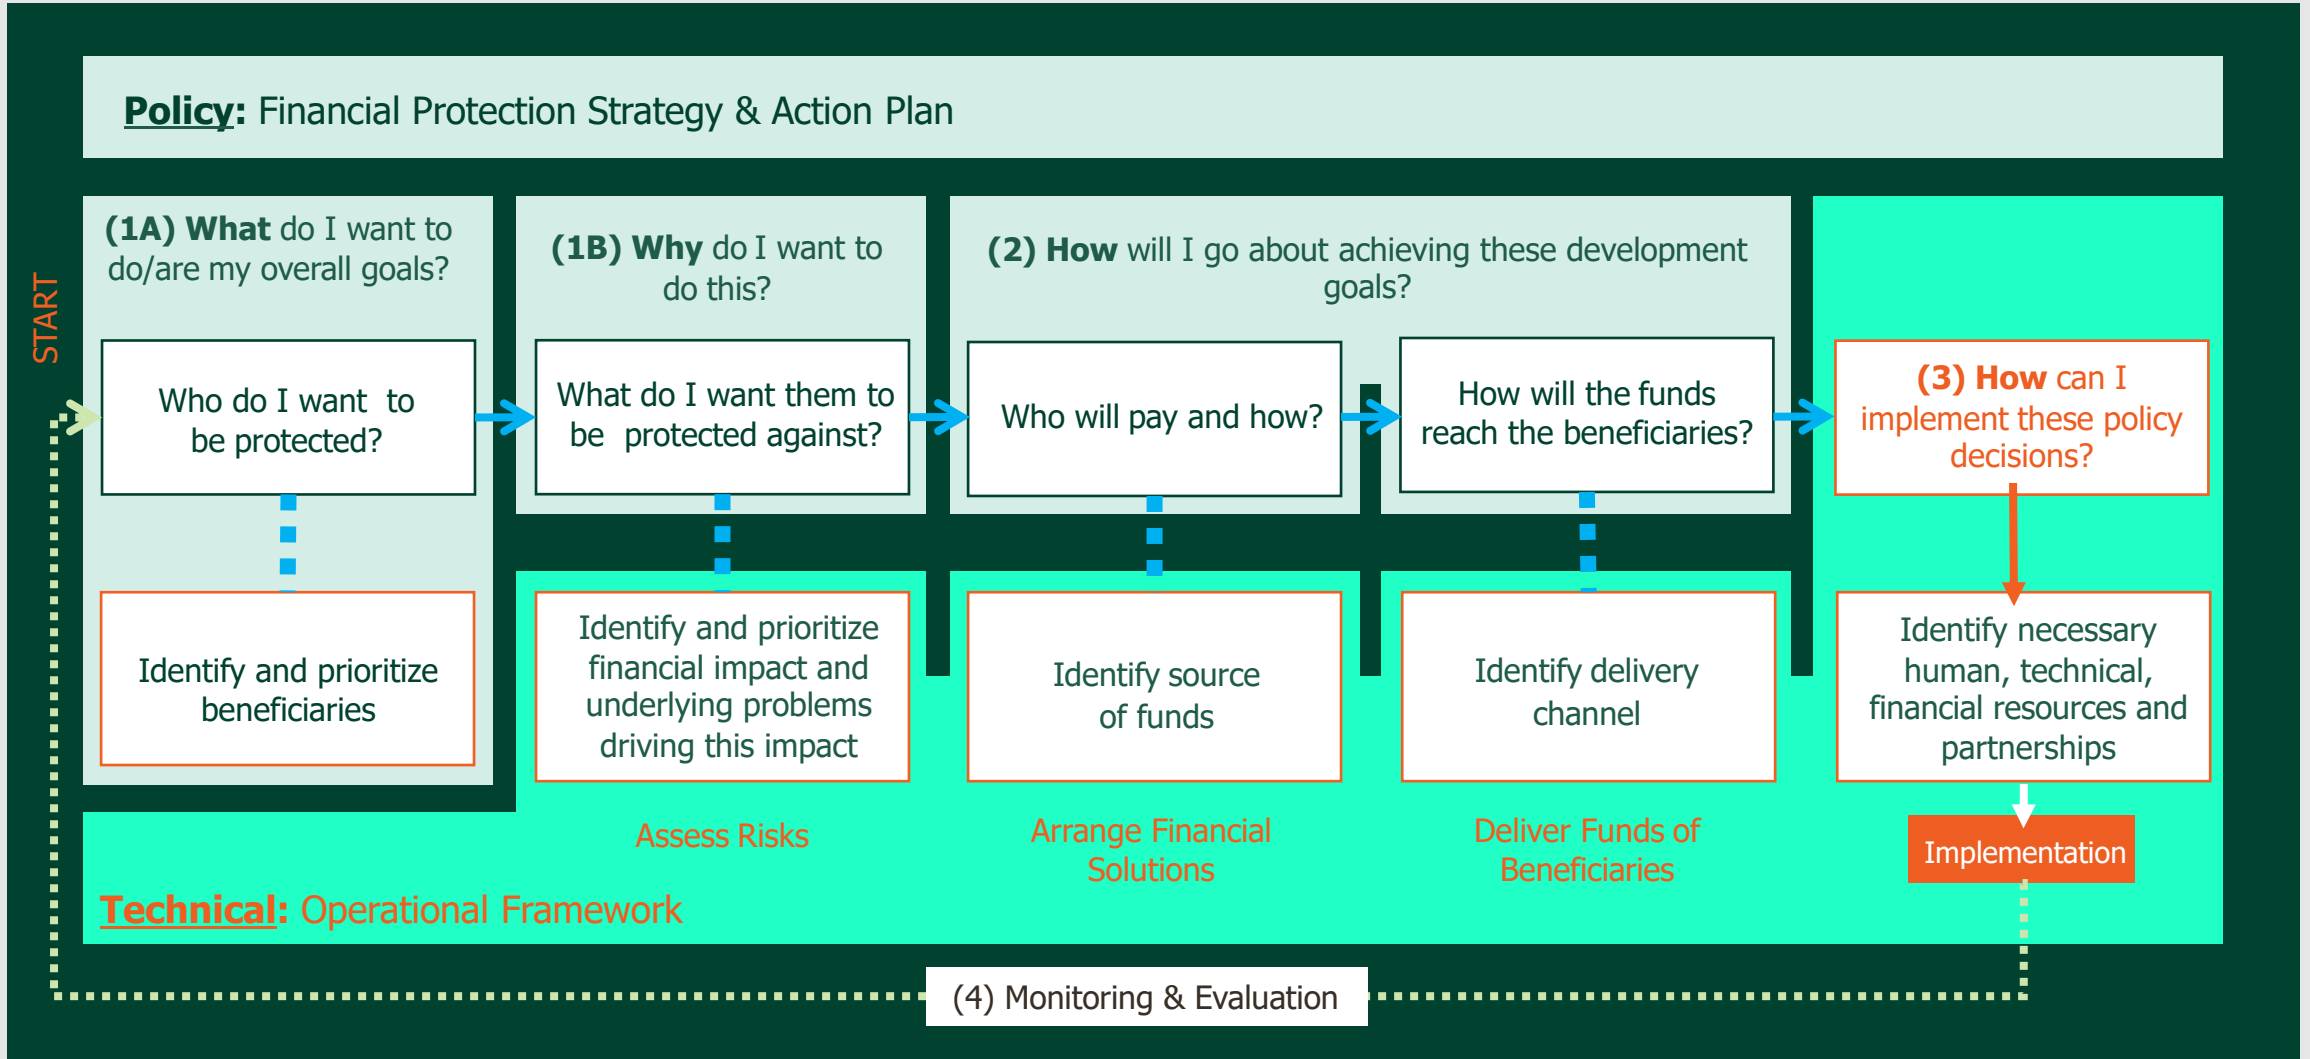 Policy: Financial Protection Strategy & Action Plan
START
(1A) What do I want to
do/are my overall goals?
(1B) Why do I want to
do this?
(2) How will I go about achieving these development
goals?
Who do I want to
be protected?
What do I want them to
be protected against?
Who will pay and how?
How will the funds
reach the beneficiaries?
(3) How can I
implement these policy
decisions?
Identify and prioritize
beneficiaries
Identify and prioritize
financial impact and
underlying problems
driving this impact
Identify source
of funds
Identify delivery
channel
Identify necessary
human, technical,
financial resources and
partnerships
Assess Risks
Arrange Financial
Solutions
Deliver Funds of
Beneficiaries
Implementation
Technical: Operational Framework
(4) Monitoring & Evaluation